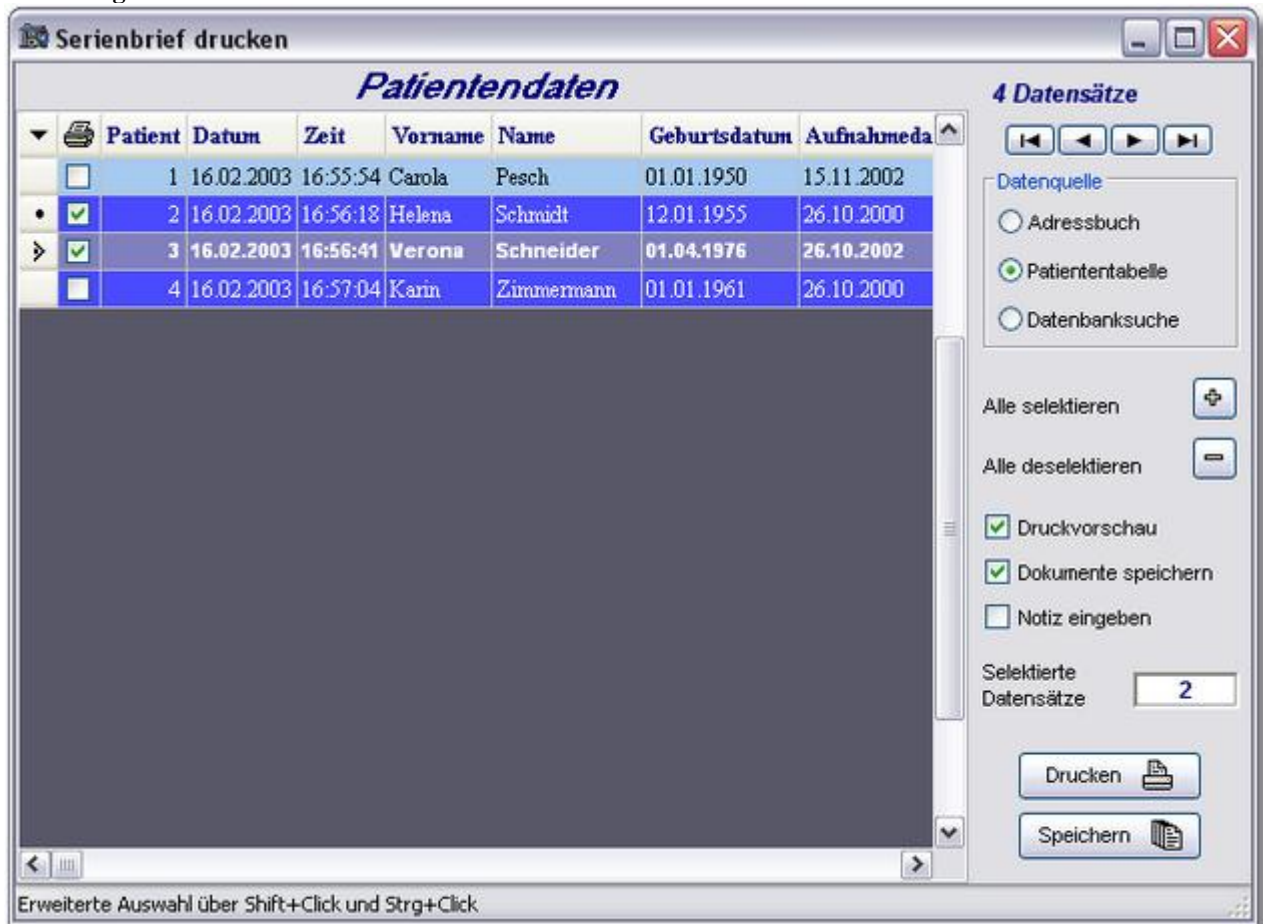 Serienbrief drucken
Patientendaten
Patient Datum Zeit Vorname Name Geburtsdatum Aufnahmeda
1 16.02.2003 16:55:54 Carola Pesch 01.01.1950 15.11.2002
2 16.02.2003 16:56:18 Helena Schmidt 12.01.1955 26.10.2000
3 16.02.2003 16:56:41 Verona Schneider 01.04.1976 26.10.2002
4 16.02.2003 16:57:04 Karin Zimmermann 01.01.1961 26.10.2000
4 Datensätze
Datenquelle
Adressbuch
Patiententabelle
Datenbanksuche
Alle selektieren
Alle deselektieren
Druckvorschau
Dokumente speichern
Notiz eingeben
Selektierte
Datensätze 2
Drucken
Speichern
Erweiterte Auswahl über Shift+Click und Strg+Click